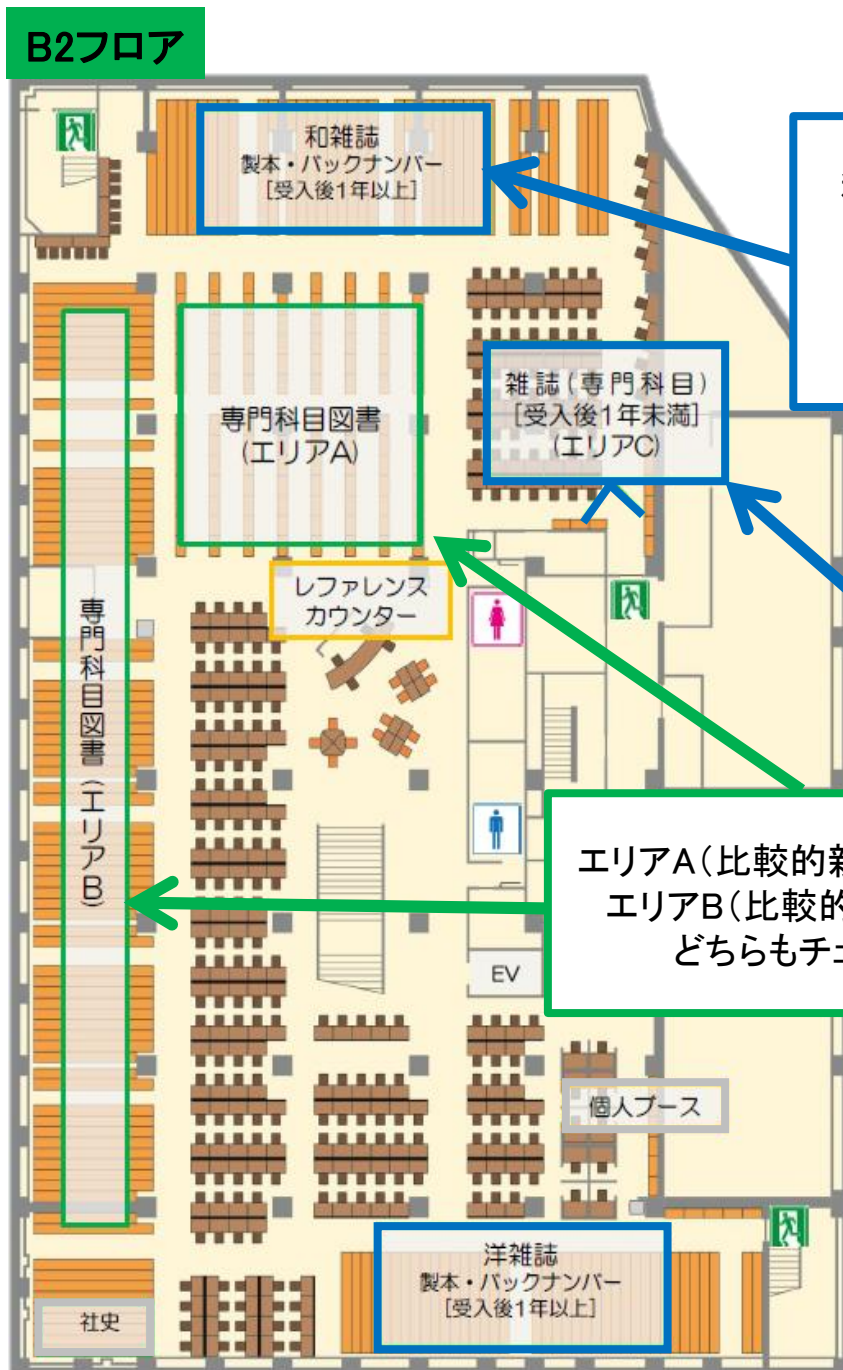 B2フロア
和雑誌
製本・バックナンバー
[受入後1年以上]
雑誌(専門科目)
[受入後1年未満]
(エリアC)
専門科目図書
(エリアA)
レファレンス
カウンター
専門科目図書(エリアB)
エリアA(比較的新
エリアB(比較的
どちらもチェ
EV
個人ブース
洋雑誌
製本・バックナンバー
[受入後1年以上]
社史